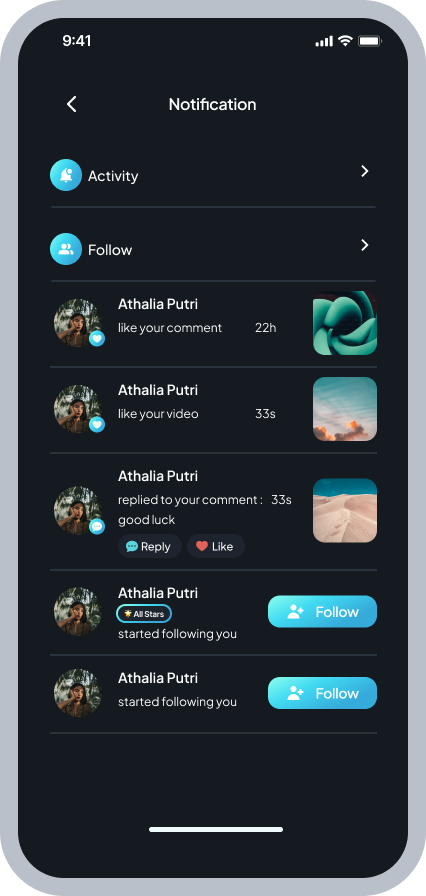 9:41
Notification
Activity
Follow
Athalia Putri
like your comment 22h
Athalia Putri
like your video 33s
Athalia Putri
replied to your comment : 33s
good luck
Reply Like
Athalia Putri
All Stars
started following you
Follow
Athalia Putri
started following you
Follow